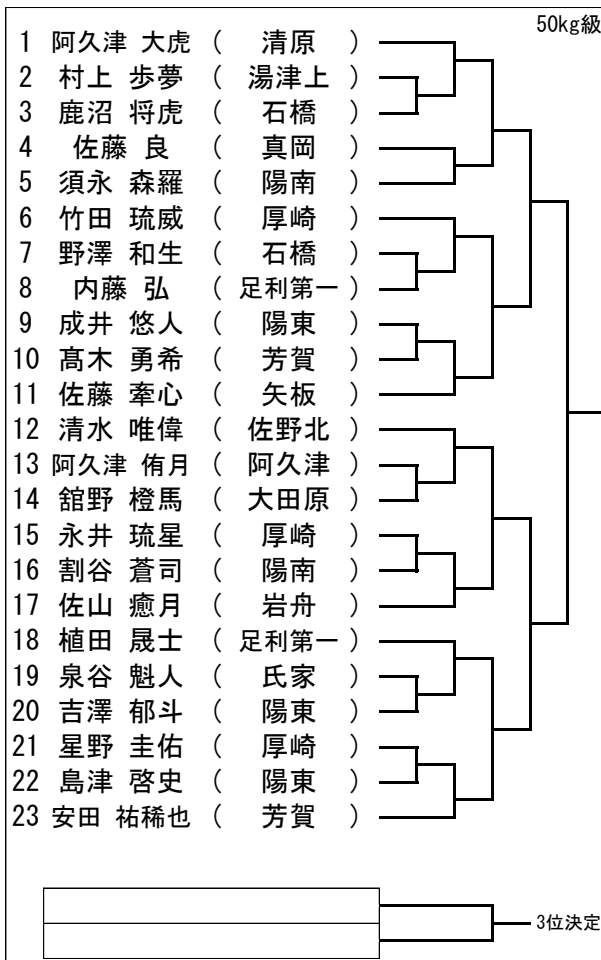 50kg級
1 阿久津 大虎 ( 清原 )
2 村上 歩夢 ( 湯津上 )
3 鹿沼 将虎 ( 石橋 )
4 佐藤 良 ( 真岡 )
5 須永 森羅 ( 陽南 )
6 竹田 琉威 ( 厚崎 )
7 野澤 和生 ( 石橋 )
8 内藤 弘 ( 足利第一 )
9 成井 悠人 ( 陽東 )
10 髙木 勇希 ( 芳賀 )
11 佐藤 牽心 ( 矢板 )
12 清水 唯偉 ( 佐野北 )
13 阿久津 侑月 ( 阿久津 )
14 舘野 橙馬 ( 大田原 )
15 永井 琉星 ( 厚崎 )
16 割谷 蒼司 ( 陽南 )
17 佐山 癒月 ( 岩舟 )
18 植田 晟士 ( 足利第一 )
19 泉谷 魁人 ( 氏家 )
20 吉澤 郁斗 ( 陽東 )
21 星野 圭佑 ( 厚崎 )
22 島津 啓史 ( 陽東 )
23 安田 祐稀也 ( 芳賀 )
3位決定